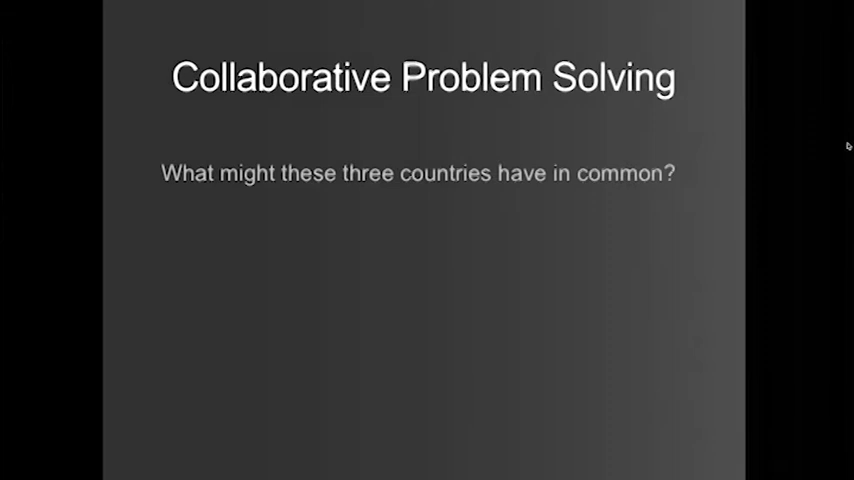 Collaborative Problem Solving
What might these three countries have in common?